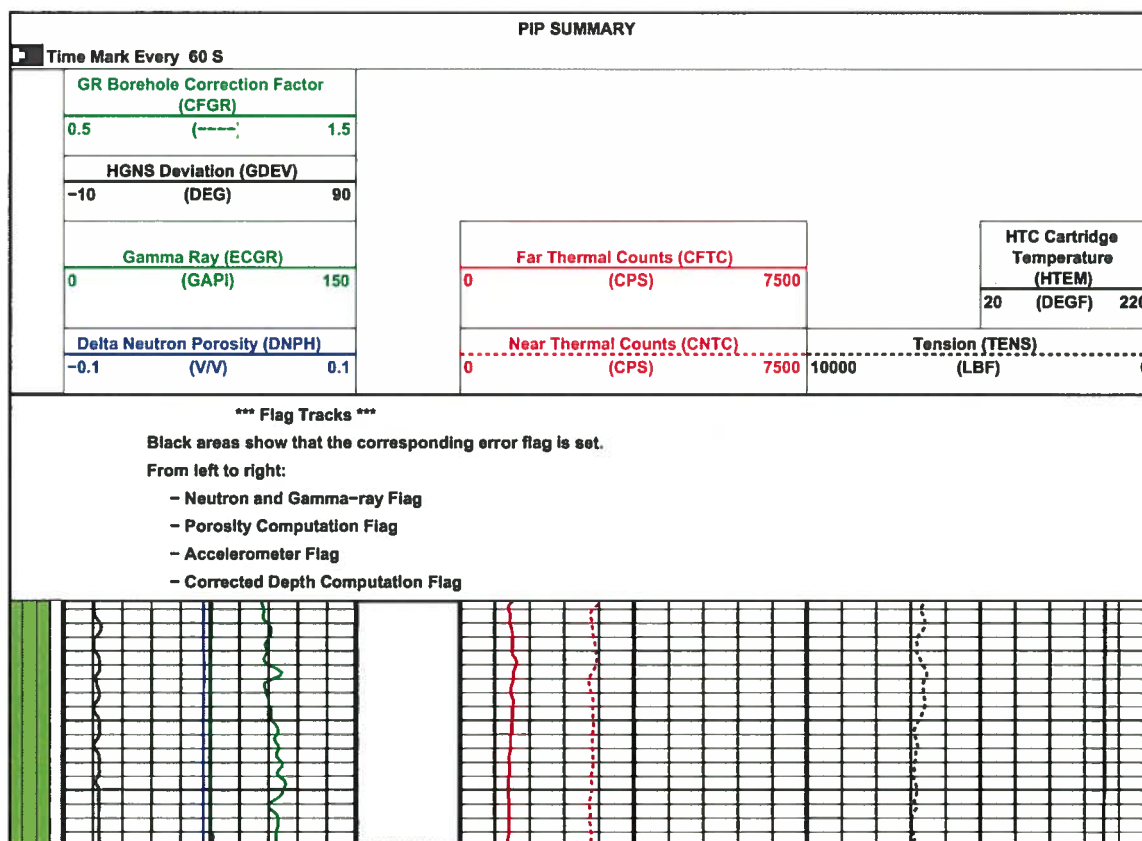 PIP SUMMARY
Time Mark Every 60 S
GR Borehole Correction Factor
(CFGR)
0.5 (----) 1.5
HGNS Deviation (GDEV)
−10 (DEG) 90
Gamma Ray (ECGR)
0 (GAPI) 150
Far Thermal Counts (CFTC)
0 (CPS) 7500
HTC Cartridge
Temperature
(HTEM)
20 (DEGF) 220
Delta Neutron Porosity (DNPH)
−0.1 (V/V) 0.1
Near Thermal Counts (CNTC)
0 (CPS) 7500
Tension (TENS)
10000 (LBF)
*** Flag Tracks ***
Black areas show that the corresponding error flag is set.
From left to right:
− Neutron and Gamma−ray Flag
− Porosity Computation Flag
− Accelerometer Flag
− Corrected Depth Computation Flag